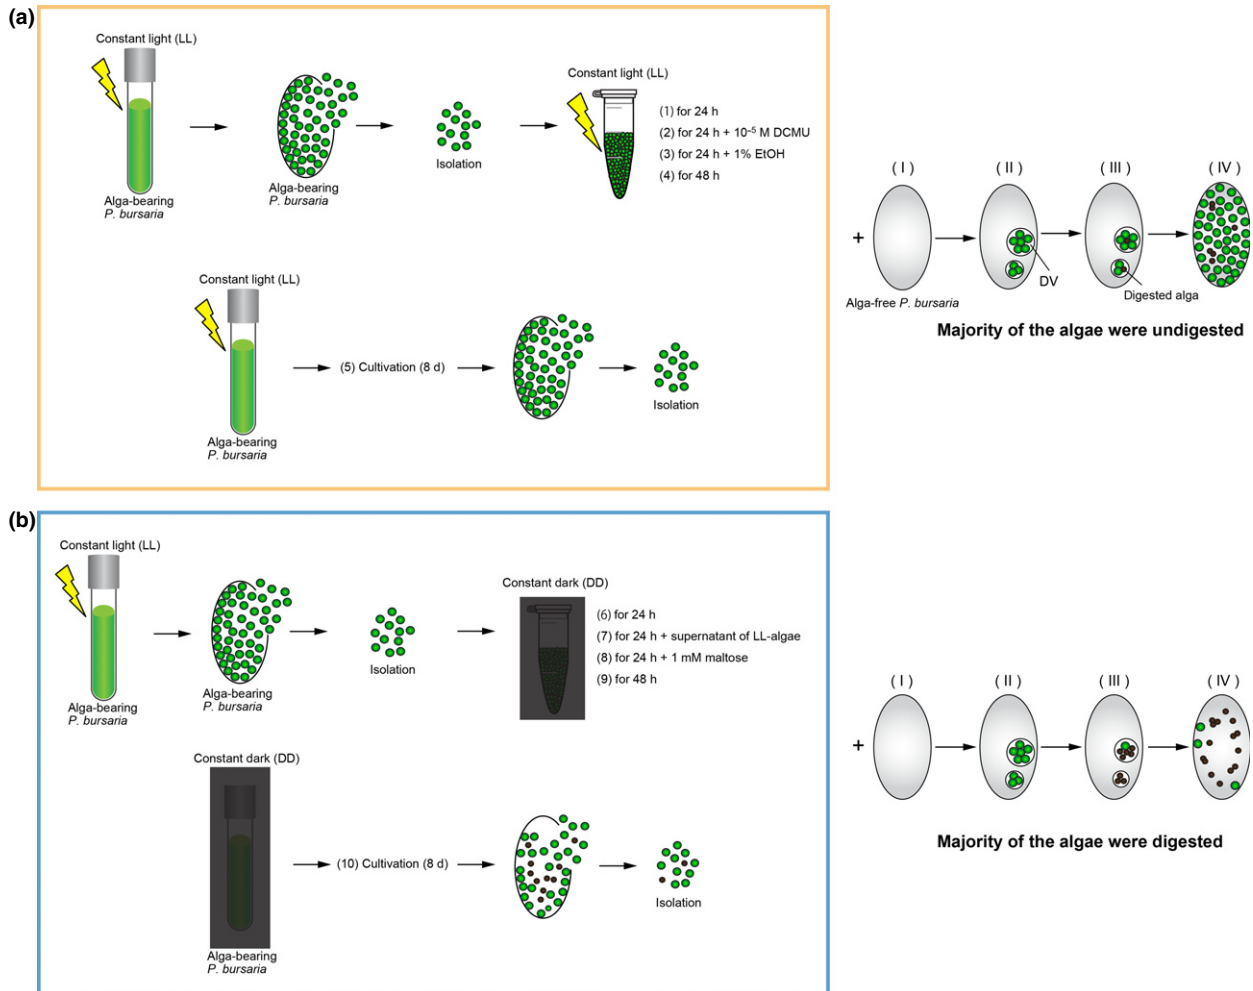 (a)
Constant light (LL)
Alga-bearing
P. bursaria
Alga-bearing
P. bursaria
Isolation
Constant light (LL)
(1) for 24 h
(2) for 24 h + 10⁻⁵ M DCMU
(3) for 24 h + 1% EtOH
(4) for 48 h
Constant light (LL)
Alga-bearing
P. bursaria
(5) Cultivation (8 d)
Isolation
+
( I )
( II )
( III )
( IV )
Alga-free P. bursaria
DV
Digested alga
Majority of the algae were undigested
(b)
Constant light (LL)
Alga-bearing
P. bursaria
Alga-bearing
P. bursaria
Isolation
Constant dark (DD)
(6) for 24 h
(7) for 24 h + supernatant of LL-algae
(8) for 24 h + 1 mM maltose
(9) for 48 h
Constant dark (DD)
Alga-bearing
P. bursaria
(10) Cultivation (8 d)
Isolation
+
( I )
( II )
( III )
( IV )
Majority of the algae were digested